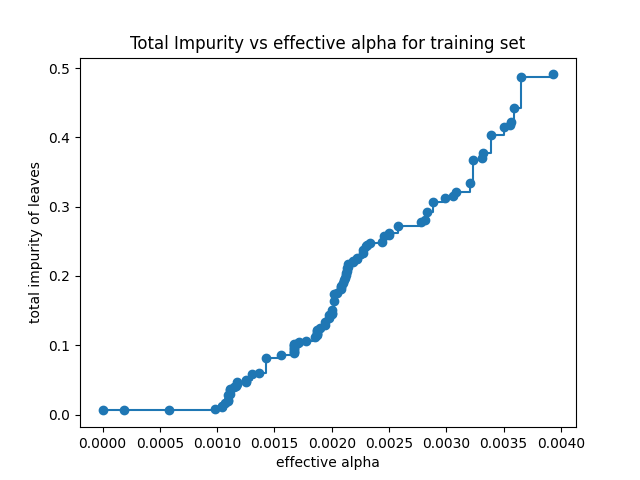 Total Impurity vs effective alpha for training set
total impurity of leaves
0.5
0.4
0.3
0.2
0.1
0.0
0.0000 0.0005 0.0010 0.0015 0.0020 0.0025 0.0030 0.0035 0.0040
effective alpha